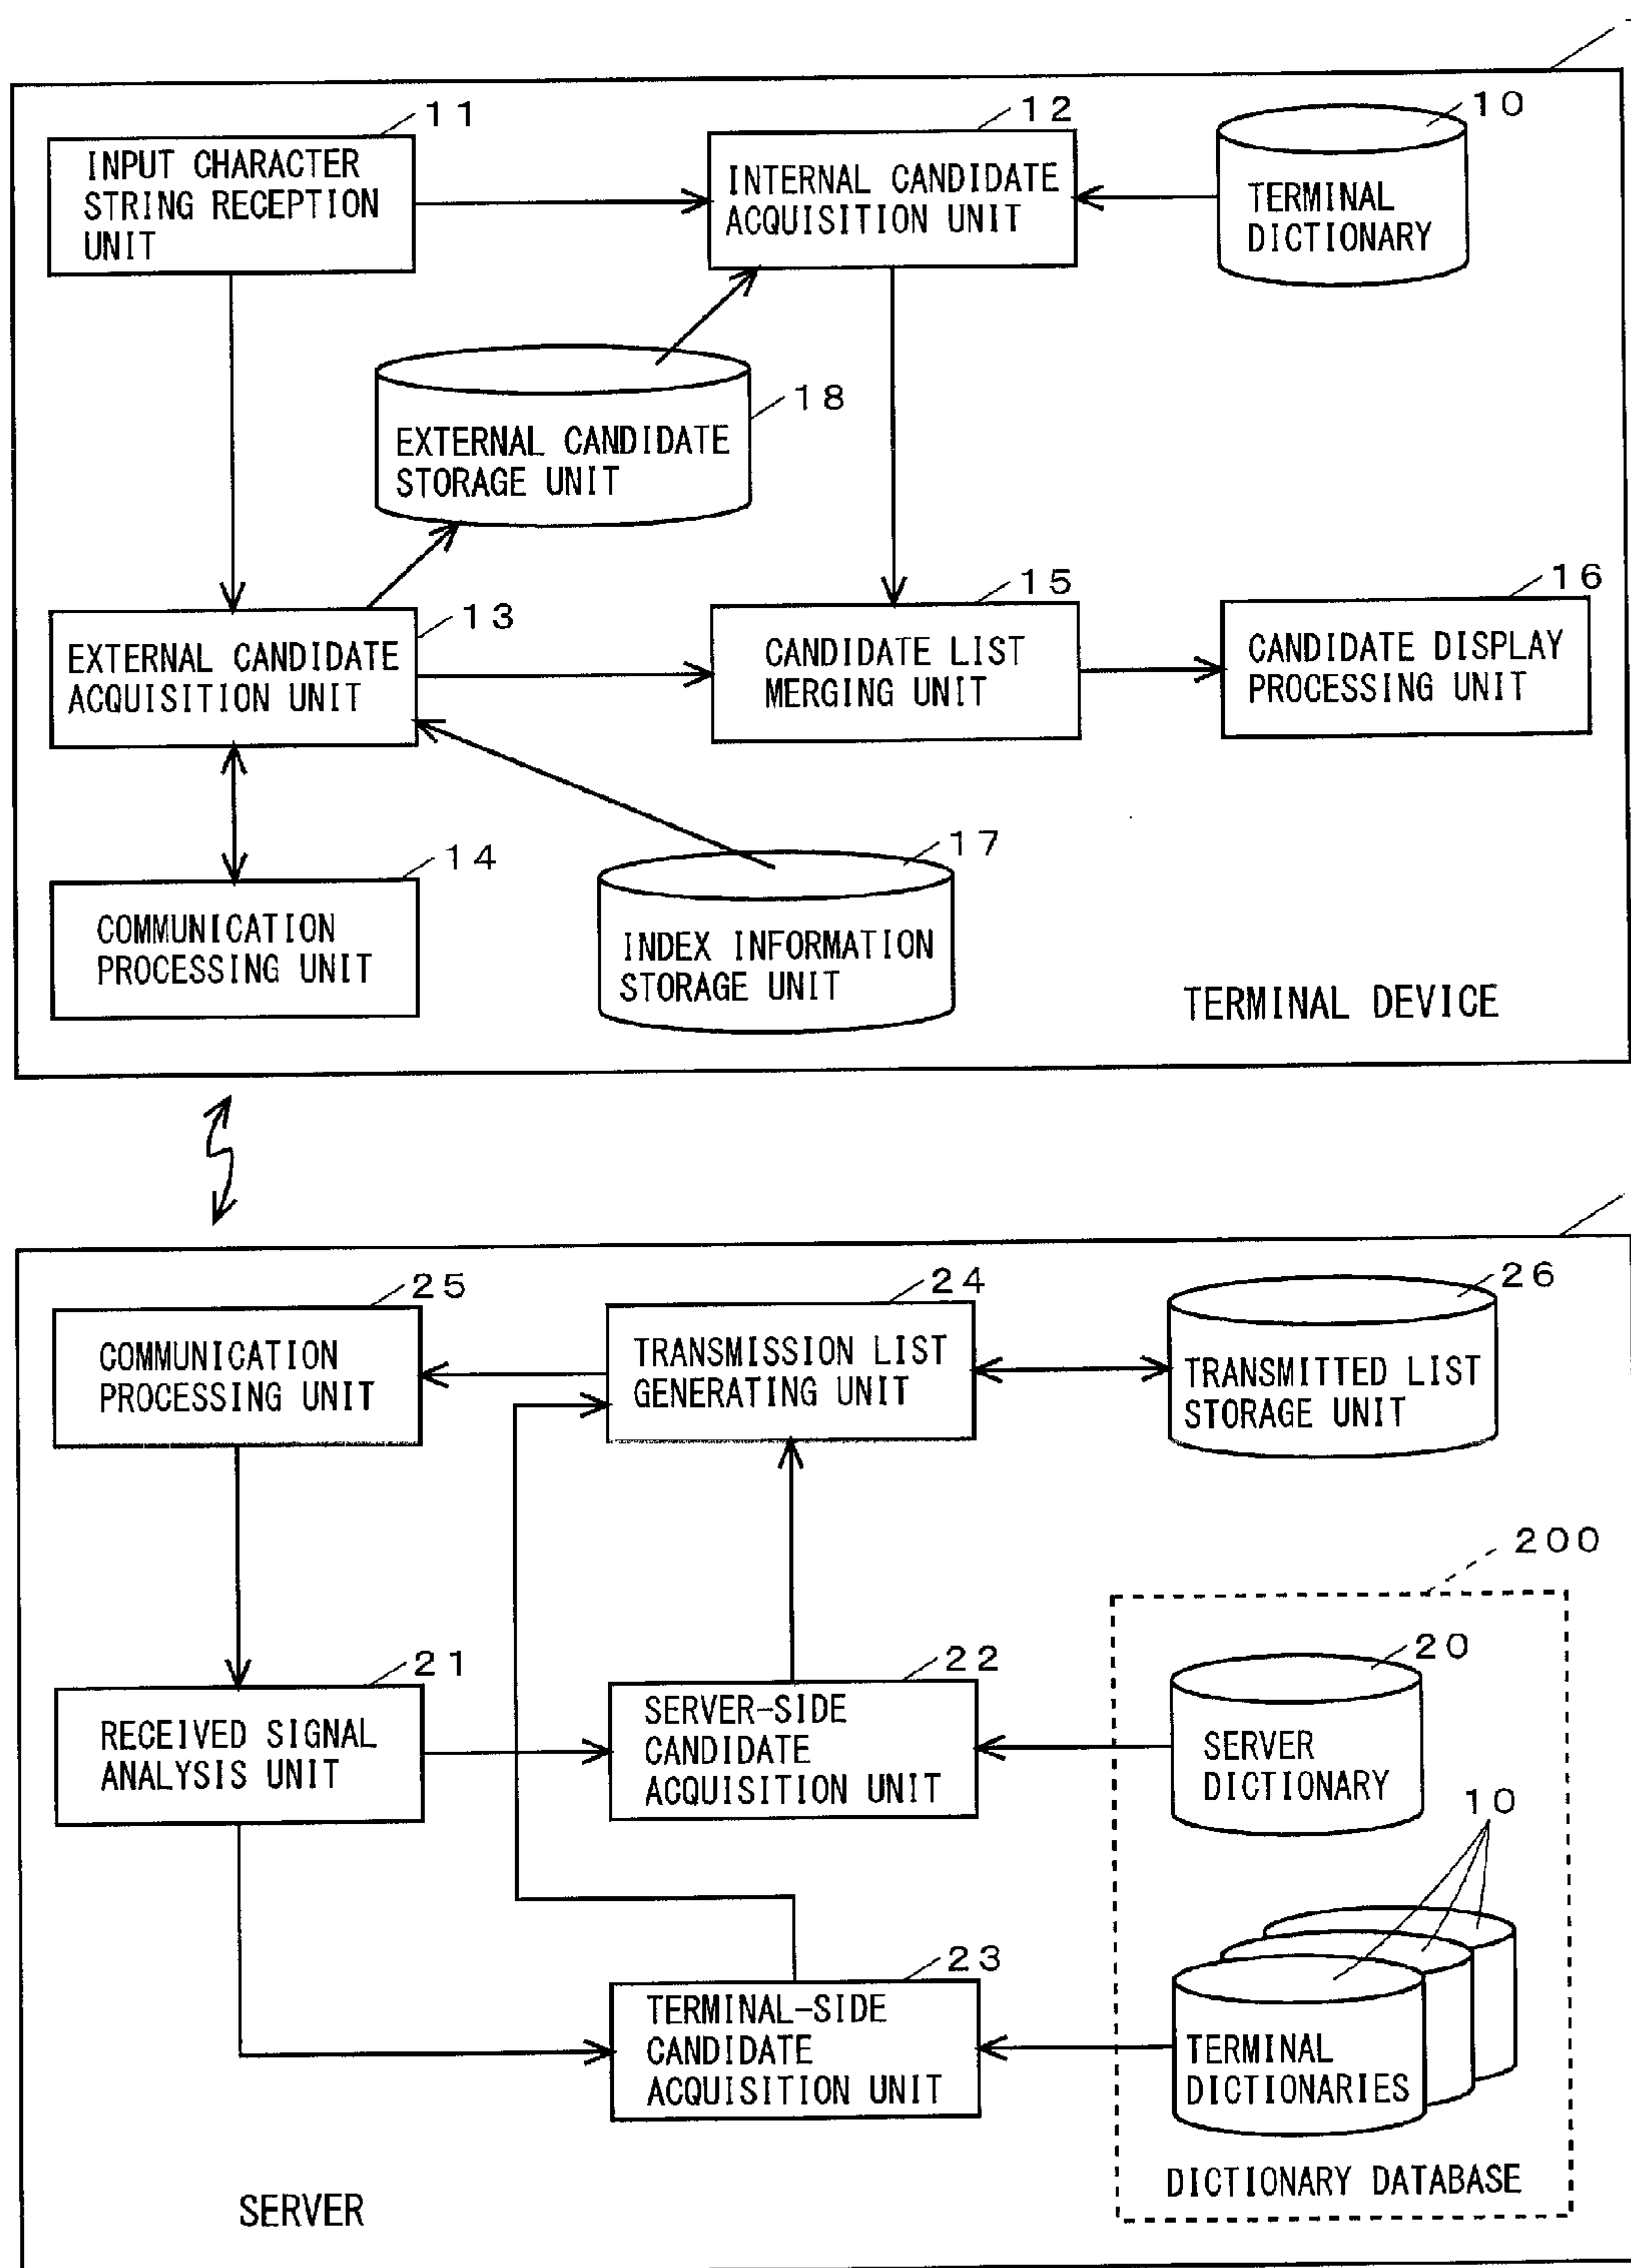 11
INPUT CHARACTER
STRING RECEPTION
UNIT
12
INTERNAL CANDIDATE
ACQUISITION UNIT
10
TERMINAL
DICTIONARY
18
EXTERNAL CANDIDATE
STORAGE UNIT
13
EXTERNAL CANDIDATE
ACQUISITION UNIT
15
CANDIDATE LIST
MERGING UNIT
16
CANDIDATE DISPLAY
PROCESSING UNIT
14
COMMUNICATION
PROCESSING UNIT
17
INDEX INFORMATION
STORAGE UNIT
TERMINAL DEVICE
25
COMMUNICATION
PROCESSING UNIT
24
TRANSMISSION LIST
GENERATING UNIT
26
TRANSMITTED LIST
STORAGE UNIT
200
21
RECEIVED SIGNAL
ANALYSIS UNIT
22
SERVER-SIDE
CANDIDATE
ACQUISITION UNIT
20
SERVER
DICTIONARY
10
23
TERMINAL-SIDE
CANDIDATE
ACQUISITION UNIT
TERMINAL
DICTIONARIES
DICTIONARY DATABASE
SERVER